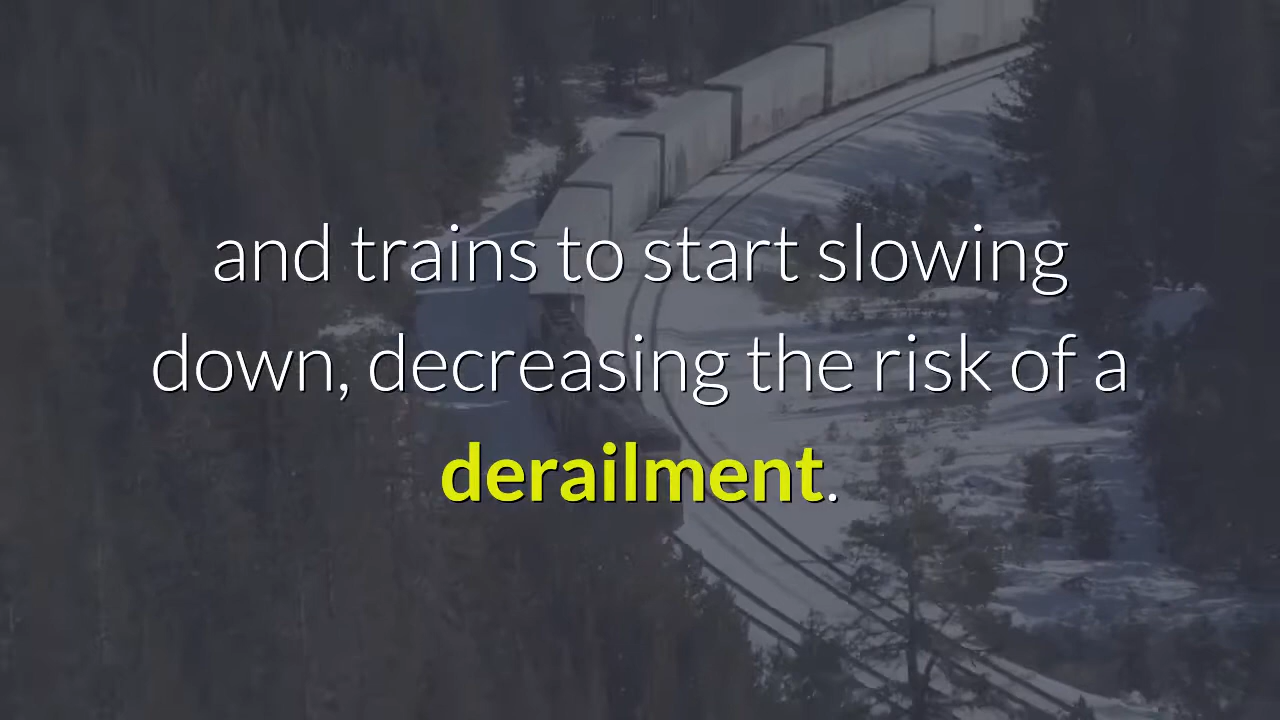 and trains to start slowing
down, decreasing the risk of a
derailment.